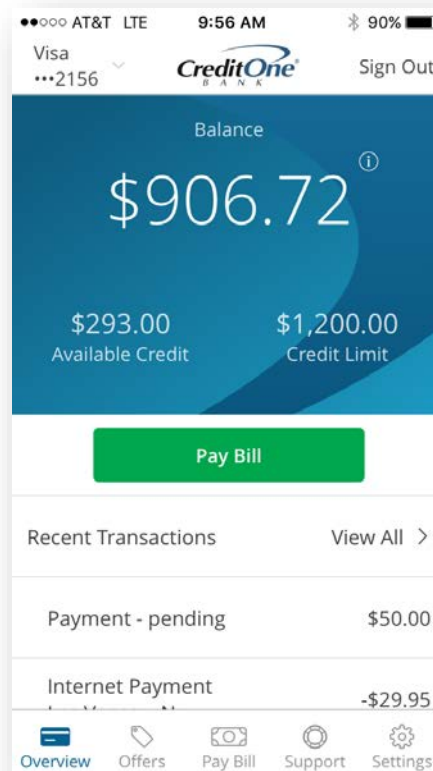 AT&T LTE 9:56 AM 90%
Visa
•••2156
CreditOne®
BANK
Sign Out
Balance
$906.72
$293.00 $1,200.00
Available Credit Credit Limit
Pay Bill
Recent Transactions View All >
Payment - pending $50.00
Internet Payment -$29.95
Overview Offers Pay Bill Support Settings